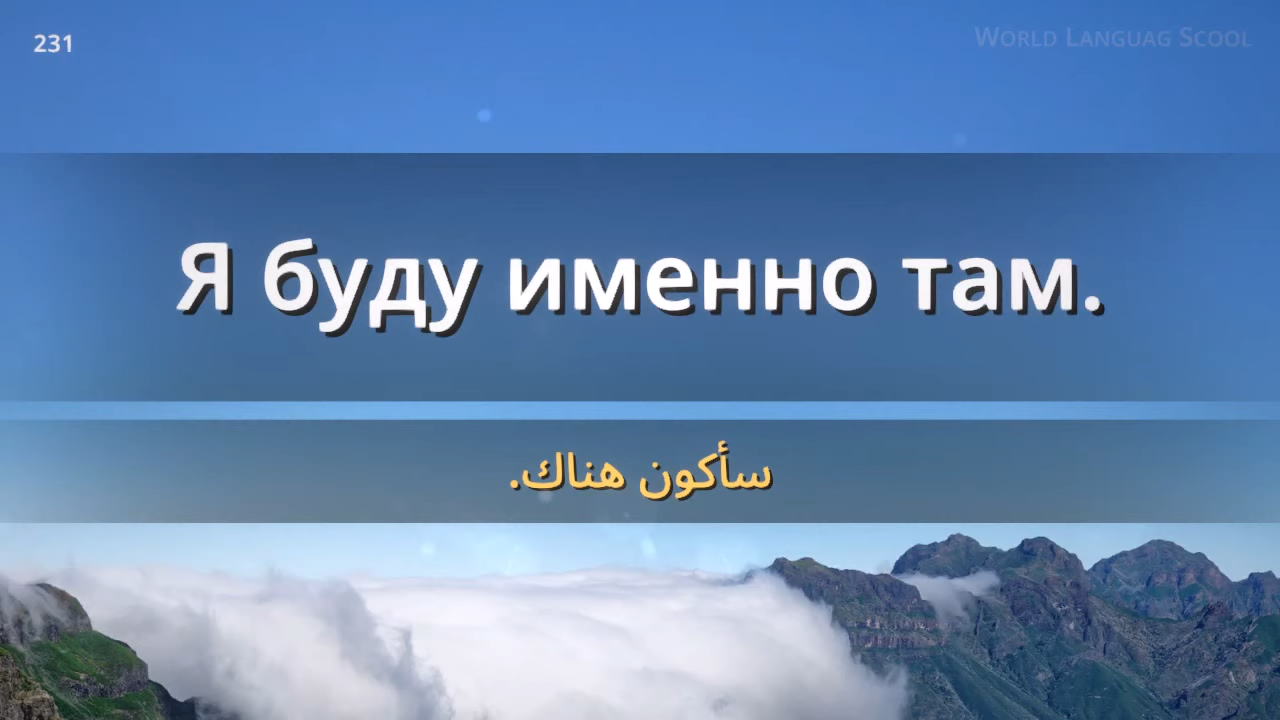 231
World Languag Scool
Я буду именно там.
سأكون هناك.